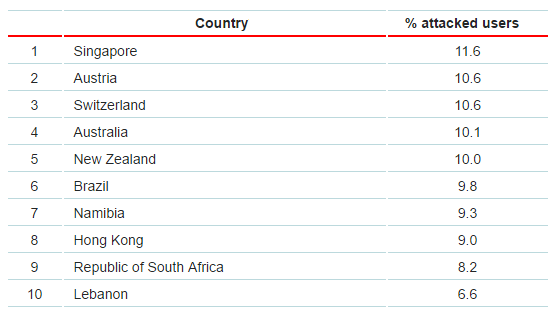 Country % attacked users
1 Singapore 11.6
2 Austria 10.6
3 Switzerland 10.6
4 Australia 10.1
5 New Zealand 10.0
6 Brazil 9.8
7 Namibia 9.3
8 Hong Kong 9.0
9 Republic of South Africa 8.2
10 Lebanon 6.6